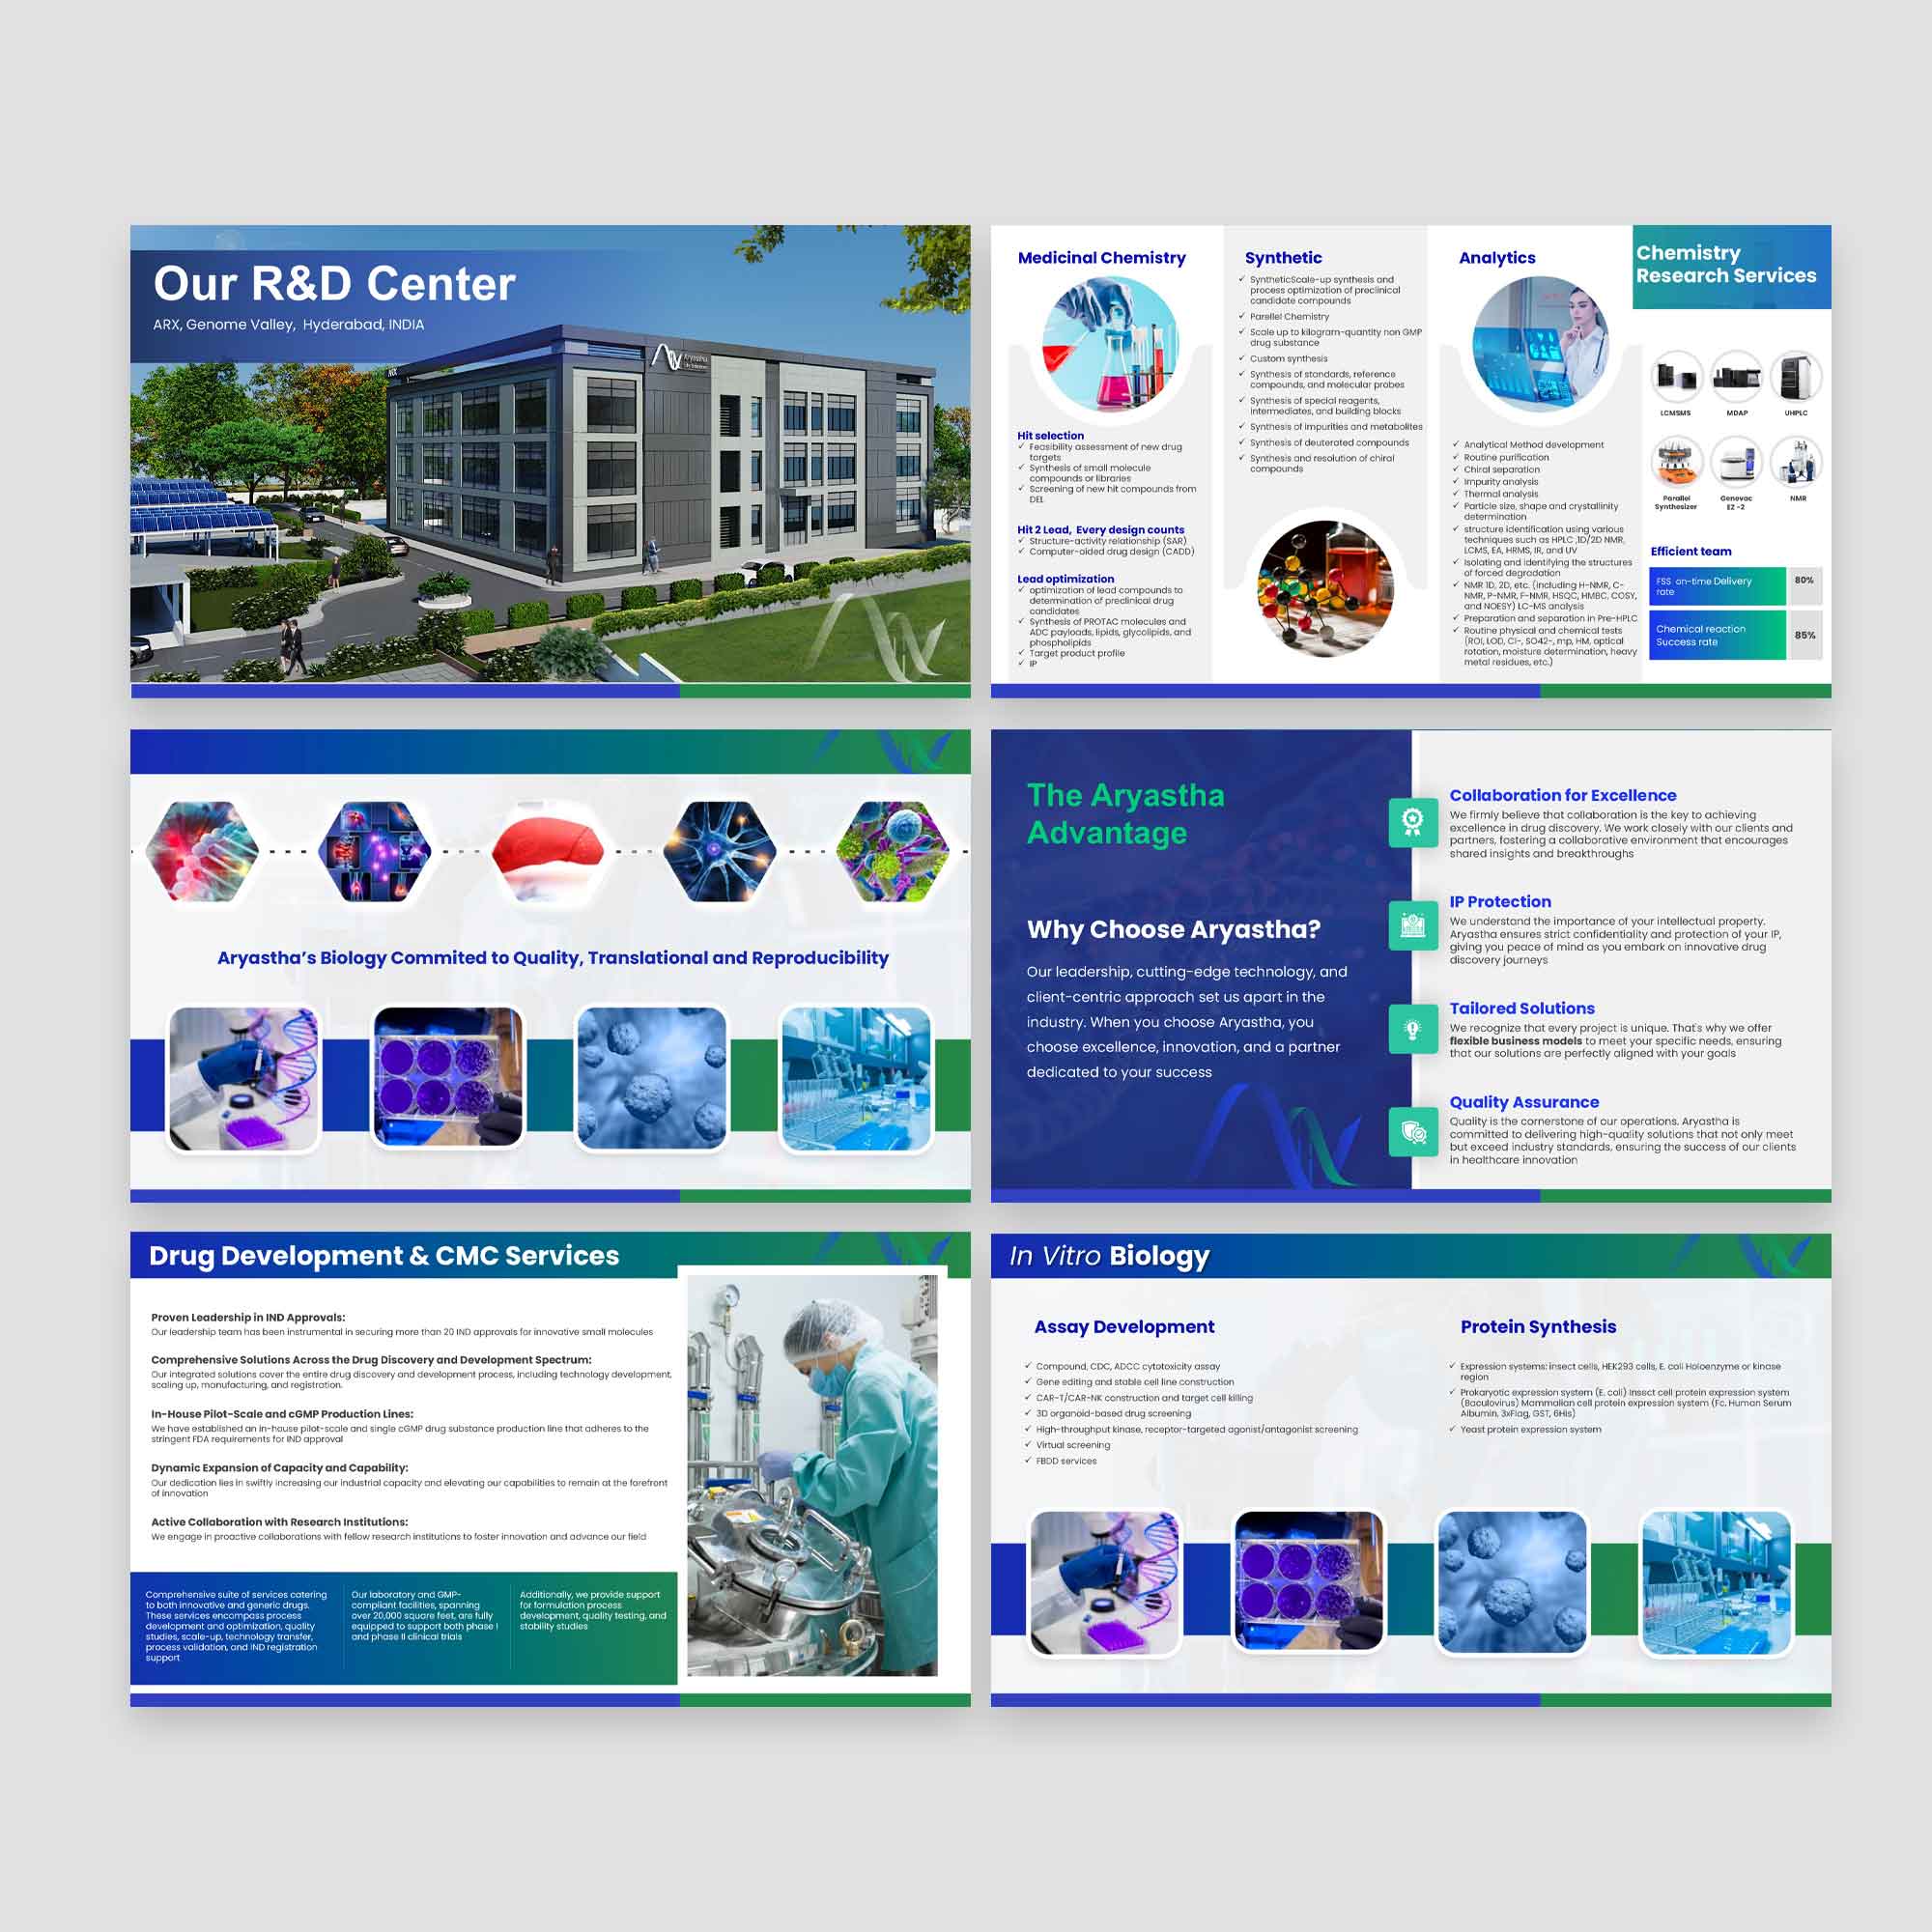 Our R&D Center
ARX, Genome Valley, Hyderabad, INDIA
Aryastha
Medicinal Chemistry
Hit selection
✓ Feasibility assessment of new drug
targets
✓ Synthesis of small molecule
compounds or libraries
✓ Screening of new hit compounds from
DEL
Hit 2 Lead, Every design counts
✓ Structure-activity relationship (SAR)
✓ Computer-aided drug design (CADD)
Lead optimization
✓ optimization of lead compounds to
determination of preclinical drug
candidates
✓ Synthesis of PROTAC molecules and
ADC payloads, lipids, glycolipids, and
phospholipids
✓ Target product profile
✓ IP
Synthetic
✓ SyntheticScale-up synthesis and
process optimization of preclinical
candidate compounds
✓ Parellel Chemistry
✓ Scale up to kilogram-quantity non GMP
drug substance
✓ Custom synthesis
✓ Synthesis of standards, reference
compounds, and molecular probes
✓ Synthesis of special reagents,
intermediates, and building blocks
✓ Synthesis of impurities and metabolites
✓ Synthesis of deuterated compounds
✓ Synthesis and resolution of chiral
compounds
Analytics
✓ Analytical Method development
✓ Routine purification
✓ Chiral separation
✓ Impurity analysis
✓ Thermal analysis
✓ Particle size, shape and crystallinity
determination
✓ structure identification using various
techniques such as HPLC ,1D/2D NMR,
LCMS, EA, HRMS, IR, and UV
✓ Isolating and identifying the structures
of forced degradation
✓ NMR 1D, 2D, etc. (including H-NMR, C-
NMR, P-NMR, F-NMR, HSQC, HMBC, COSY,
and NOESY) LC-MS analysis
✓ Preparation and separation in Pre-HPLC
✓ Routine physical and chemical tests
(ROI, LOD, Cl-, SO42-, mp, HM, optical
rotation, moisture determination, heavy
metal residues, etc.)
Chemistry
Research Services
LCMSMS MDAP UHPLC
Parallel
Synthesizer
Genevac
EZ -2
NMR
Efficient team
FSS on-time Delivery
rate
80%
Chemical reaction
Success rate
85%
Aryastha’s Biology Commited to Quality, Translational and Reproducibility
The Aryastha
Advantage
Why Choose Aryastha?
Our leadership, cutting-edge technology, and
client-centric approach set us apart in the
industry. When you choose Aryastha, you
choose excellence, innovation, and a partner
dedicated to your success
Collaboration for Excellence
We firmly believe that collaboration is the key to achieving
excellence in drug discovery. We work closely with our clients and
partners, fostering a collaborative environment that encourages
shared insights and breakthroughs
IP Protection
We understand the importance of your intellectual property.
Aryastha ensures strict confidentiality and protection of your IP,
giving you peace of mind as you embark on innovative drug
discovery journeys
Tailored Solutions
We recognize that every project is unique. That's why we offer
flexible business models to meet your specific needs, ensuring
that our solutions are perfectly aligned with your goals
Quality Assurance
Quality is the cornerstone of our operations. Aryastha is
committed to delivering high-quality solutions that not only meet
but exceed industry standards, ensuring the success of our clients
in healthcare innovation
Drug Development & CMC Services
Proven Leadership in IND Approvals:
Our leadership team has been instrumental in securing more than 20 IND approvals for innovative small molecules
Comprehensive Solutions Across the Drug Discovery and Development Spectrum:
Our integrated solutions cover the entire drug discovery and development process, including technology development,
scaling up, manufacturing, and registration.
In-House Pilot-Scale and cGMP Production Lines:
We have established an in-house pilot-scale and single cGMP drug substance production line that adheres to the
stringent FDA requirements for IND approval
Dynamic Expansion of Capacity and Capability:
Our dedication lies in swiftly increasing our industrial capacity and elevating our capabilities to remain at the forefront
of innovation
Active Collaboration with Research Institutions:
We engage in proactive collaborations with fellow research institutions to foster innovation and advance our field
Comprehensive suite of services catering
to both innovative and generic drugs.
These services encompass process
development and optimization, quality
studies, scale-up, technology transfer,
process validation, and IND registration
support
Our laboratory and GMP-
compliant facilities, spanning
over 20,000 square feet, are fully
equipped to support both phase I
and phase II clinical trials
Additionally, we provide support
for formulation process
development, quality testing, and
stability studies
In Vitro Biology
Assay Development
✓ Compound, CDC, ADCC cytotoxicity assay
✓ Gene editing and stable cell line construction
✓ CAR-T/CAR-NK construction and target cell killing
✓ 3D organoid-based drug screening
✓ High-throughput kinase, receptor-targeted agonist/antagonist screening
✓ Virtual screening
✓ FBDD services
Protein Synthesis
✓ Expression systems: insect cells, HEK293 cells, E. coli Holoenzyme or kinase
region
✓ Prokaryotic expression system (E. coli) Insect cell protein expression system
(Baculovirus) Mammalian cell protein expression system (Fc, Human Serum
Albumin, 3xFlag, GST, 6His)
✓ Yeast protein expression system